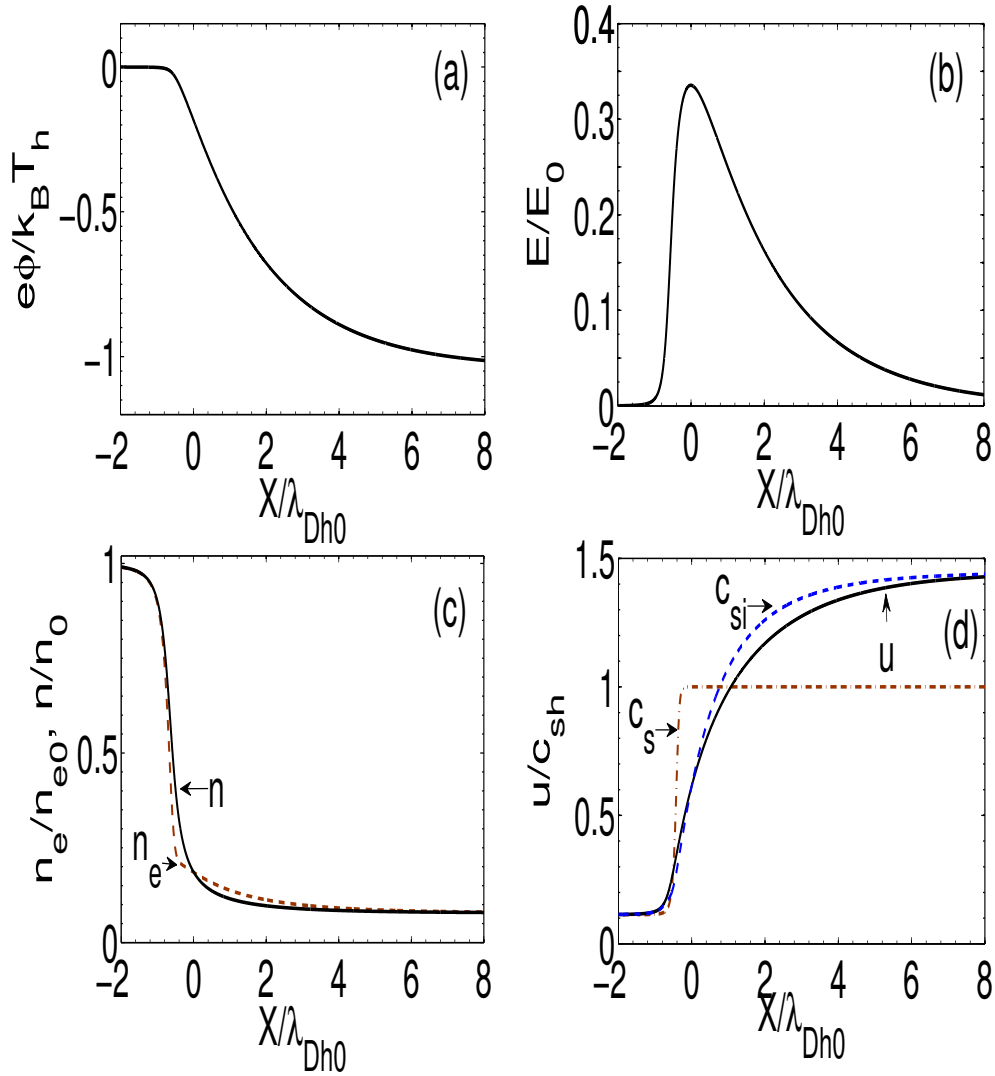 (a)
0
−0.5
−1
eϕ/k_B T_h
−2 0 2 4 6 8
X/λ_Dh0
(b)
0.4
0.3
0.2
0.1
0
E/E_0
−2 0 2 4 6 8
X/λ_Dh0
(c)
1
0.5
0
n_e/n_e0, n/n_0
n
n_e
−2 0 2 4 6 8
X/λ_Dh0
(d)
1.5
1
0.5
0
u/c_sh
c_si
u
c_s
−2 0 2 4 6 8
X/λ_Dh0